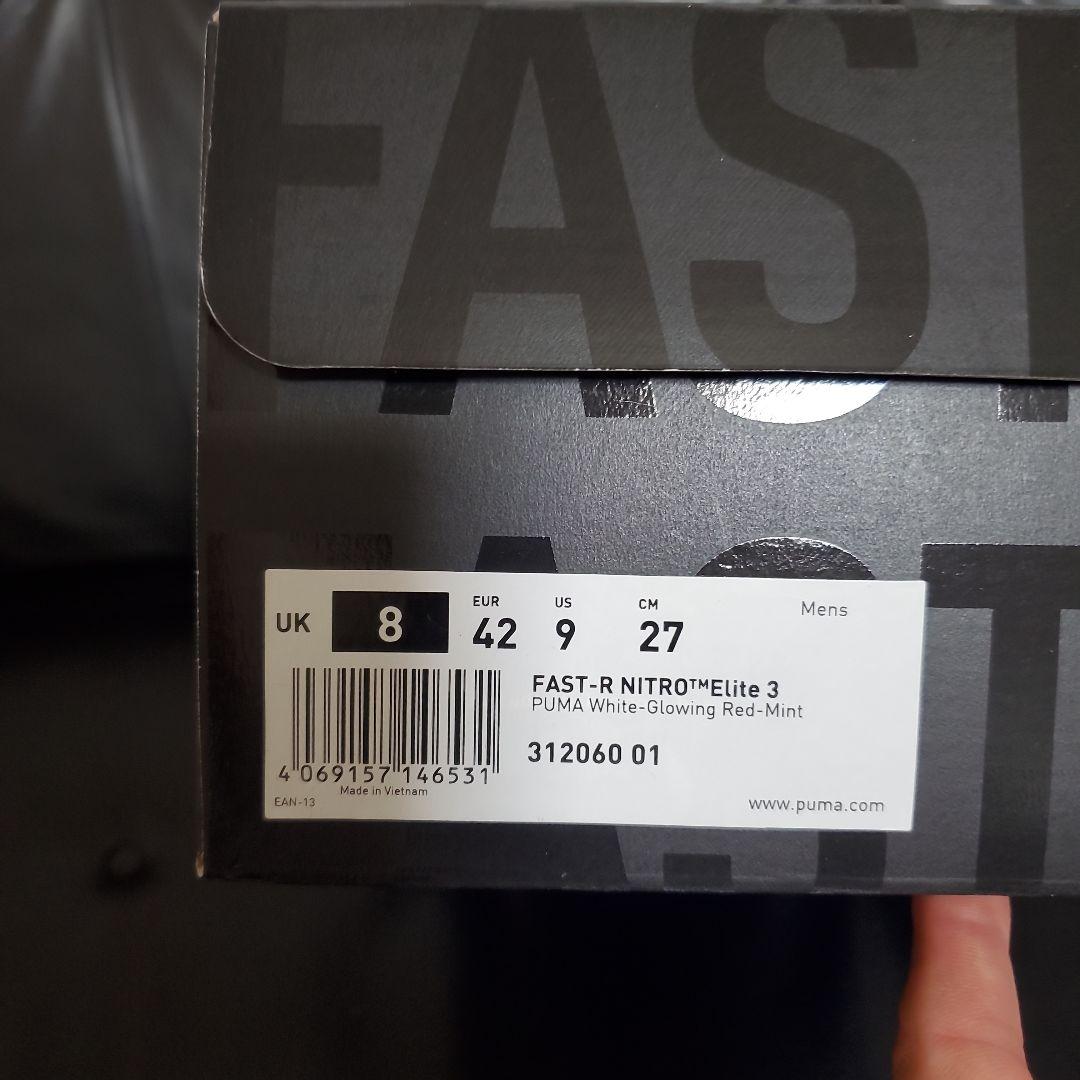 FAST
FAST
UK 8 EUR 42 US 9 CM 27 Mens
FAST-R NITRO™Elite 3
PUMA White-Glowing Red-Mint
312060 01
4 069157 146531
Made in Vietnam
EAN-13
www.puma.com